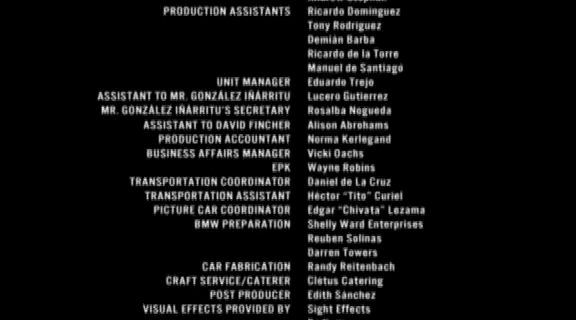 PRODUCTION ASSISTANTS Ricardo Dominguez
Tony Rodriguez
Demián Barba
Ricardo de la Torre
Manuel de Santiago
UNIT MANAGER Eduardo Trejo
ASSISTANT TO MR. GONZÁLEZ IÑÁRRITU Lucero Gutierrez
MR. GONZÁLEZ IÑÁRRITU'S SECRETARY Rosalba Nogueda
ASSISTANT TO DAVID FINCHER Alison Abrohams
PRODUCTION ACCOUNTANT Norma Kerlegand
BUSINESS AFFAIRS MANAGER Vicki Oachs
EPK Wayne Robins
TRANSPORTATION COORDINATOR Daniel de La Cruz
TRANSPORTATION ASSISTANT Héctor "Tito" Curiel
PICTURE CAR COORDINATOR Edgar "Chivata" Lezama
BMW PREPARATION Shelly Ward Enterprises
Reuben Solinas
Darren Towers
CAR FABRICATION Randy Reitenbach
CRAFT SERVICE/CATERER Cletus Catering
POST PRODUCER Edith Sánchez
VISUAL EFFECTS PROVIDED BY Sight Effects